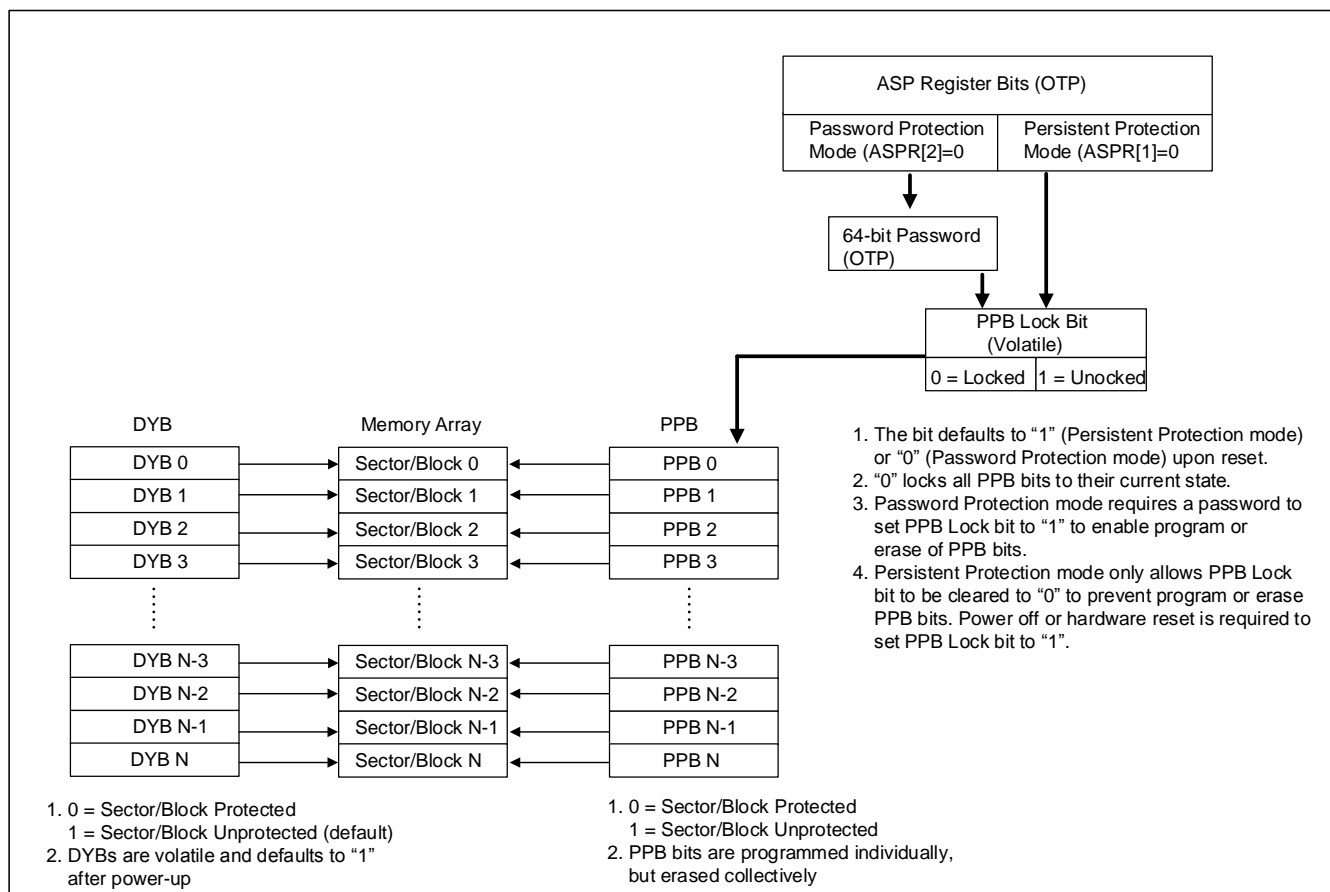 ASP Register Bits (OTP)
Password Protection
Mode (ASPR[2]=0
Persistent Protection
Mode (ASPR[1]=0
64-bit Password
(OTP)
PPB Lock Bit
(Volatile)
0 = Locked
1 = Unocked
1. The bit defaults to “1” (Persistent Protection mode)
or “0” (Password Protection mode) upon reset.
2. “0” locks all PPB bits to their current state.
3. Password Protection mode requires a password to
set PPB Lock bit to “1” to enable program or
erase of PPB bits.
4. Persistent Protection mode only allows PPB Lock
bit to be cleared to “0” to prevent program or erase
PPB bits. Power off or hardware reset is required to
set PPB Lock bit to “1”.
DYB
Memory Array
PPB
DYB 0
Sector/Block 0
PPB 0
DYB 1
Sector/Block 1
PPB 1
DYB 2
Sector/Block 2
PPB 2
DYB 3
Sector/Block 3
PPB 3
DYB N-3
Sector/Block N-3
PPB N-3
DYB N-2
Sector/Block N-2
PPB N-2
DYB N-1
Sector/Block N-1
PPB N-1
DYB N
Sector/Block N
PPB N
1. 0 = Sector/Block Protected
1 = Sector/Block Unprotected (default)
2. DYBs are volatile and defaults to “1”
after power-up
1. 0 = Sector/Block Protected
1 = Sector/Block Unprotected
2. PPB bits are programmed individually,
but erased collectively